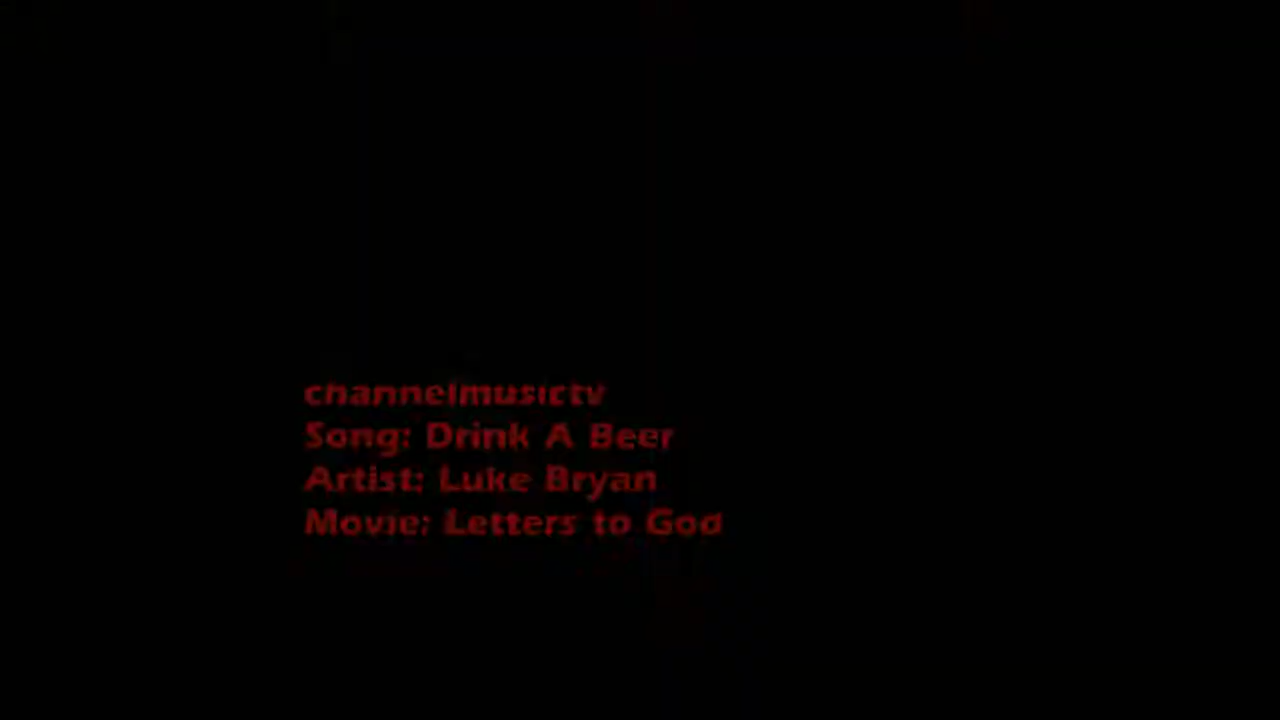 channelmusictv
Song: Drink A Beer
Artist: Luke Bryan
Movie: Letters to God